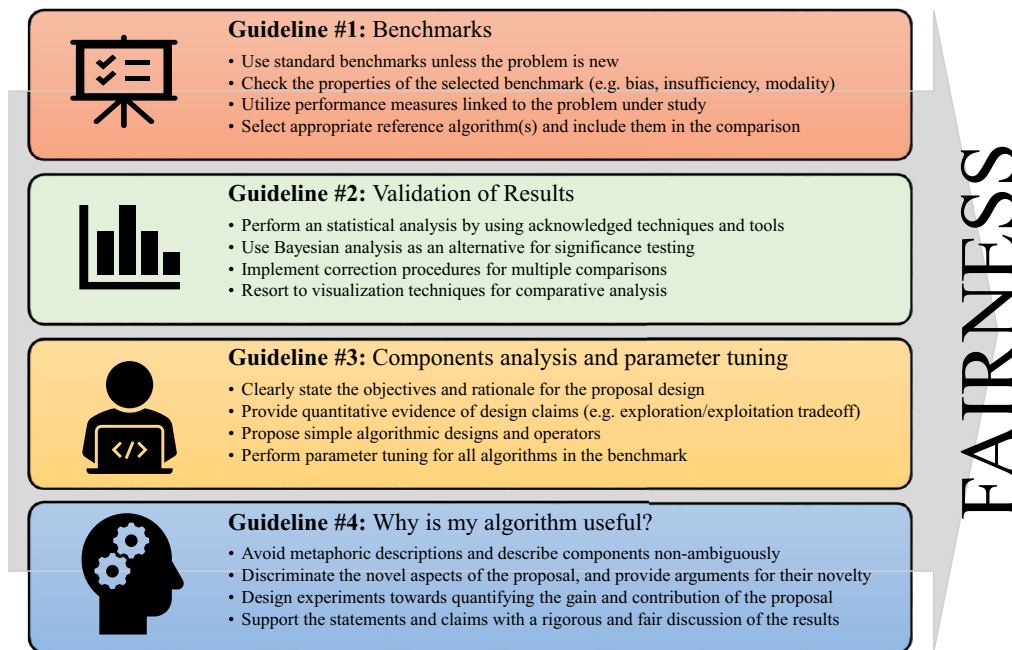 Guideline #1: Benchmarks
• Use standard benchmarks unless the problem is new
• Check the properties of the selected benchmark (e.g. bias, insufficiency, modality)
• Utilize performance measures linked to the problem under study
• Select appropriate reference algorithm(s) and include them in the comparison
Guideline #2: Validation of Results
• Perform an statistical analysis by using acknowledged techniques and tools
• Use Bayesian analysis as an alternative for significance testing
• Implement correction procedures for multiple comparisons
• Resort to visualization techniques for comparative analysis
Guideline #3: Components analysis and parameter tuning
• Clearly state the objectives and rationale for the proposal design
• Provide quantitative evidence of design claims (e.g. exploration/exploitation tradeoff)
• Propose simple algorithmic designs and operators
• Perform parameter tuning for all algorithms in the benchmark
</>
Guideline #4: Why is my algorithm useful?
• Avoid metaphoric descriptions and describe components non-ambiguously
• Discriminate the novel aspects of the proposal, and provide arguments for their novelty
• Design experiments towards quantifying the gain and contribution of the proposal
• Support the statements and claims with a rigorous and fair discussion of the results
FAIRNESS